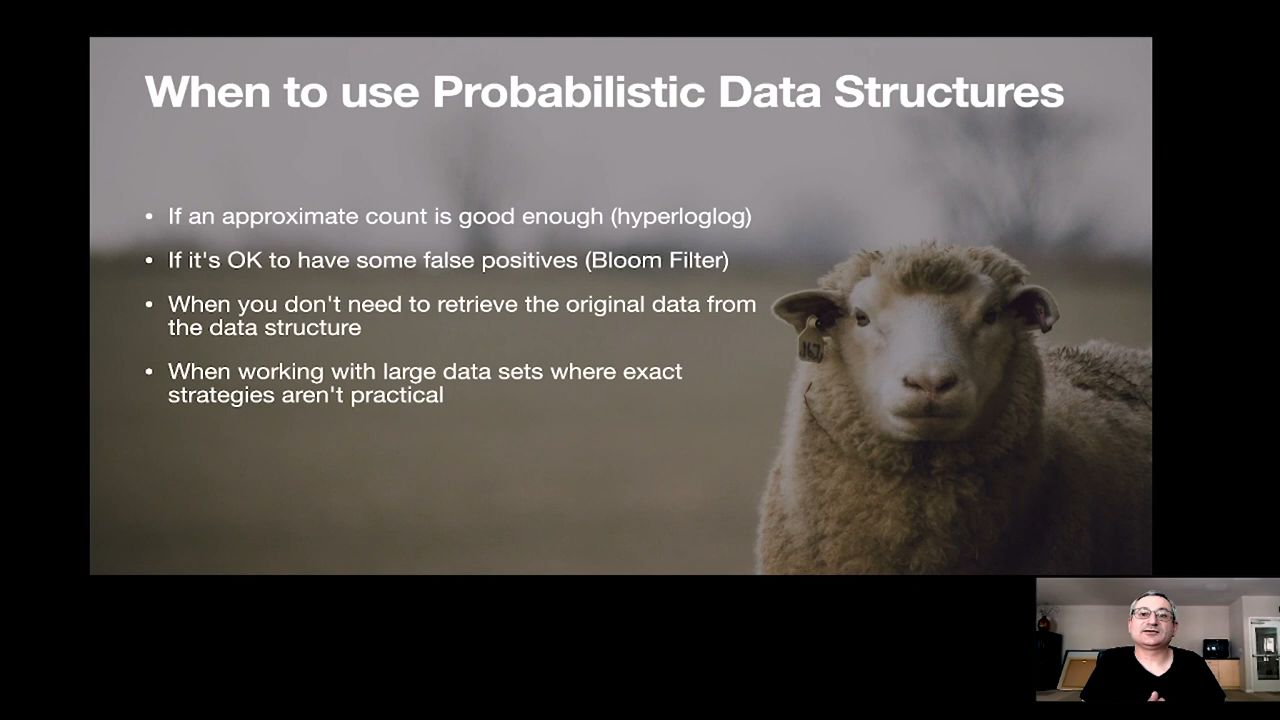 When to use Probabilistic Data Structures
• If an approximate count is good enough (hyperloglog)
• If it's OK to have some false positives (Bloom Filter)
• When you don't need to retrieve the original data from
the data structure
• When working with large data sets where exact
strategies aren't practical